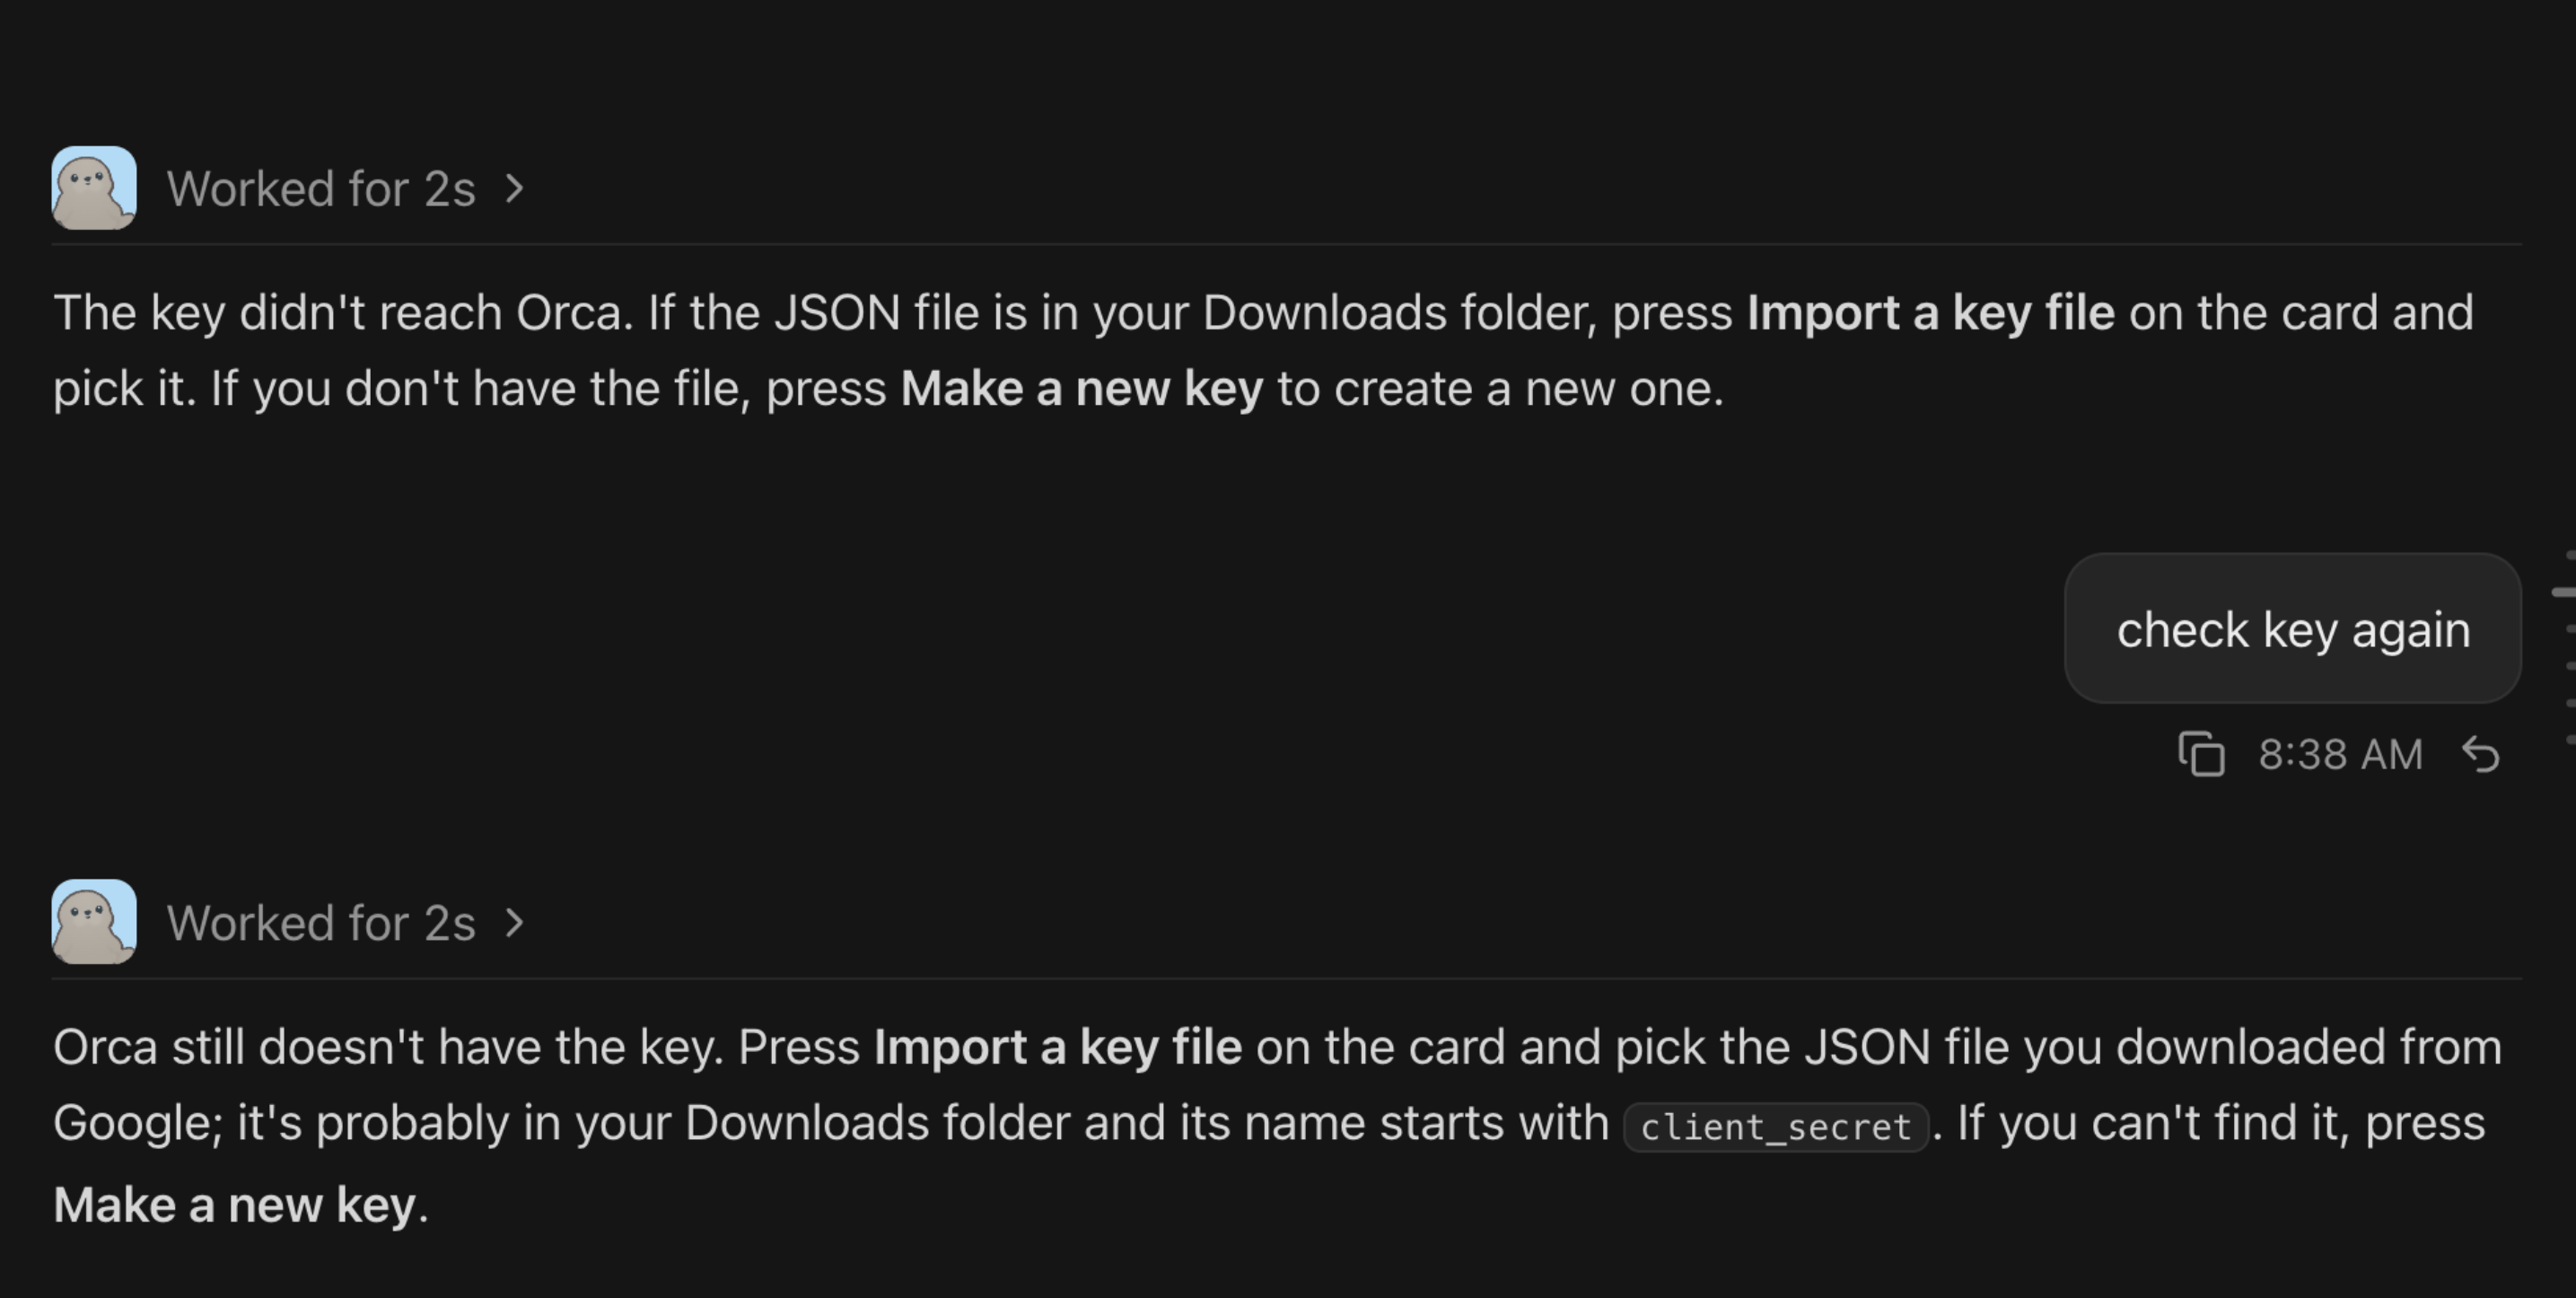 Worked for 2s
The key didn't reach Orca. If the JSON file is in your Downloads folder, press Import a key file on the card and
pick it. If you don't have the file, press Make a new key to create a new one.
check key again
8:38 AM
Worked for 2s
Orca still doesn't have the key. Press Import a key file on the card and pick the JSON file you downloaded from
Google; it's probably in your Downloads folder and its name starts with client_secret. If you can't find it, press
Make a new key.